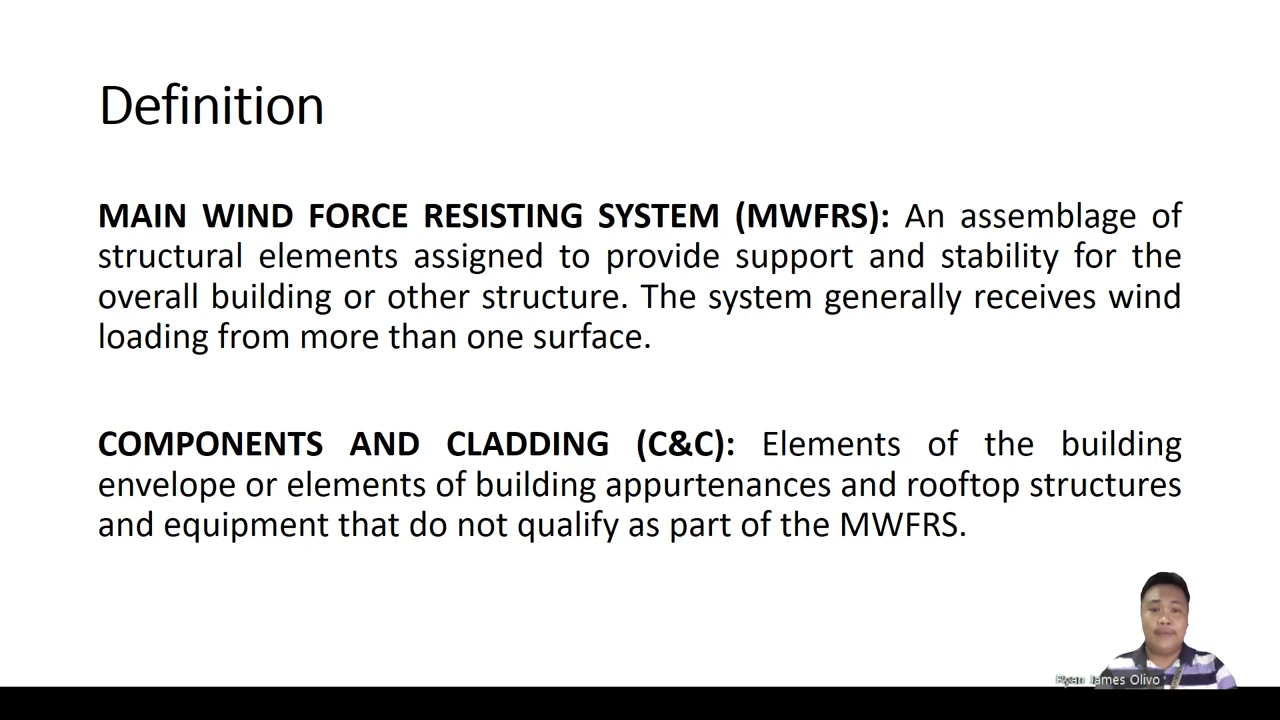 Definition
MAIN WIND FORCE RESISTING SYSTEM (MWFRS): An assemblage of
structural elements assigned to provide support and stability for the
overall building or other structure. The system generally receives wind
loading from more than one surface.
COMPONENTS AND CLADDING (C&C): Elements of the building
envelope or elements of building appurtenances and rooftop structures
and equipment that do not qualify as part of the MWFRS.
Ryan James Olivo